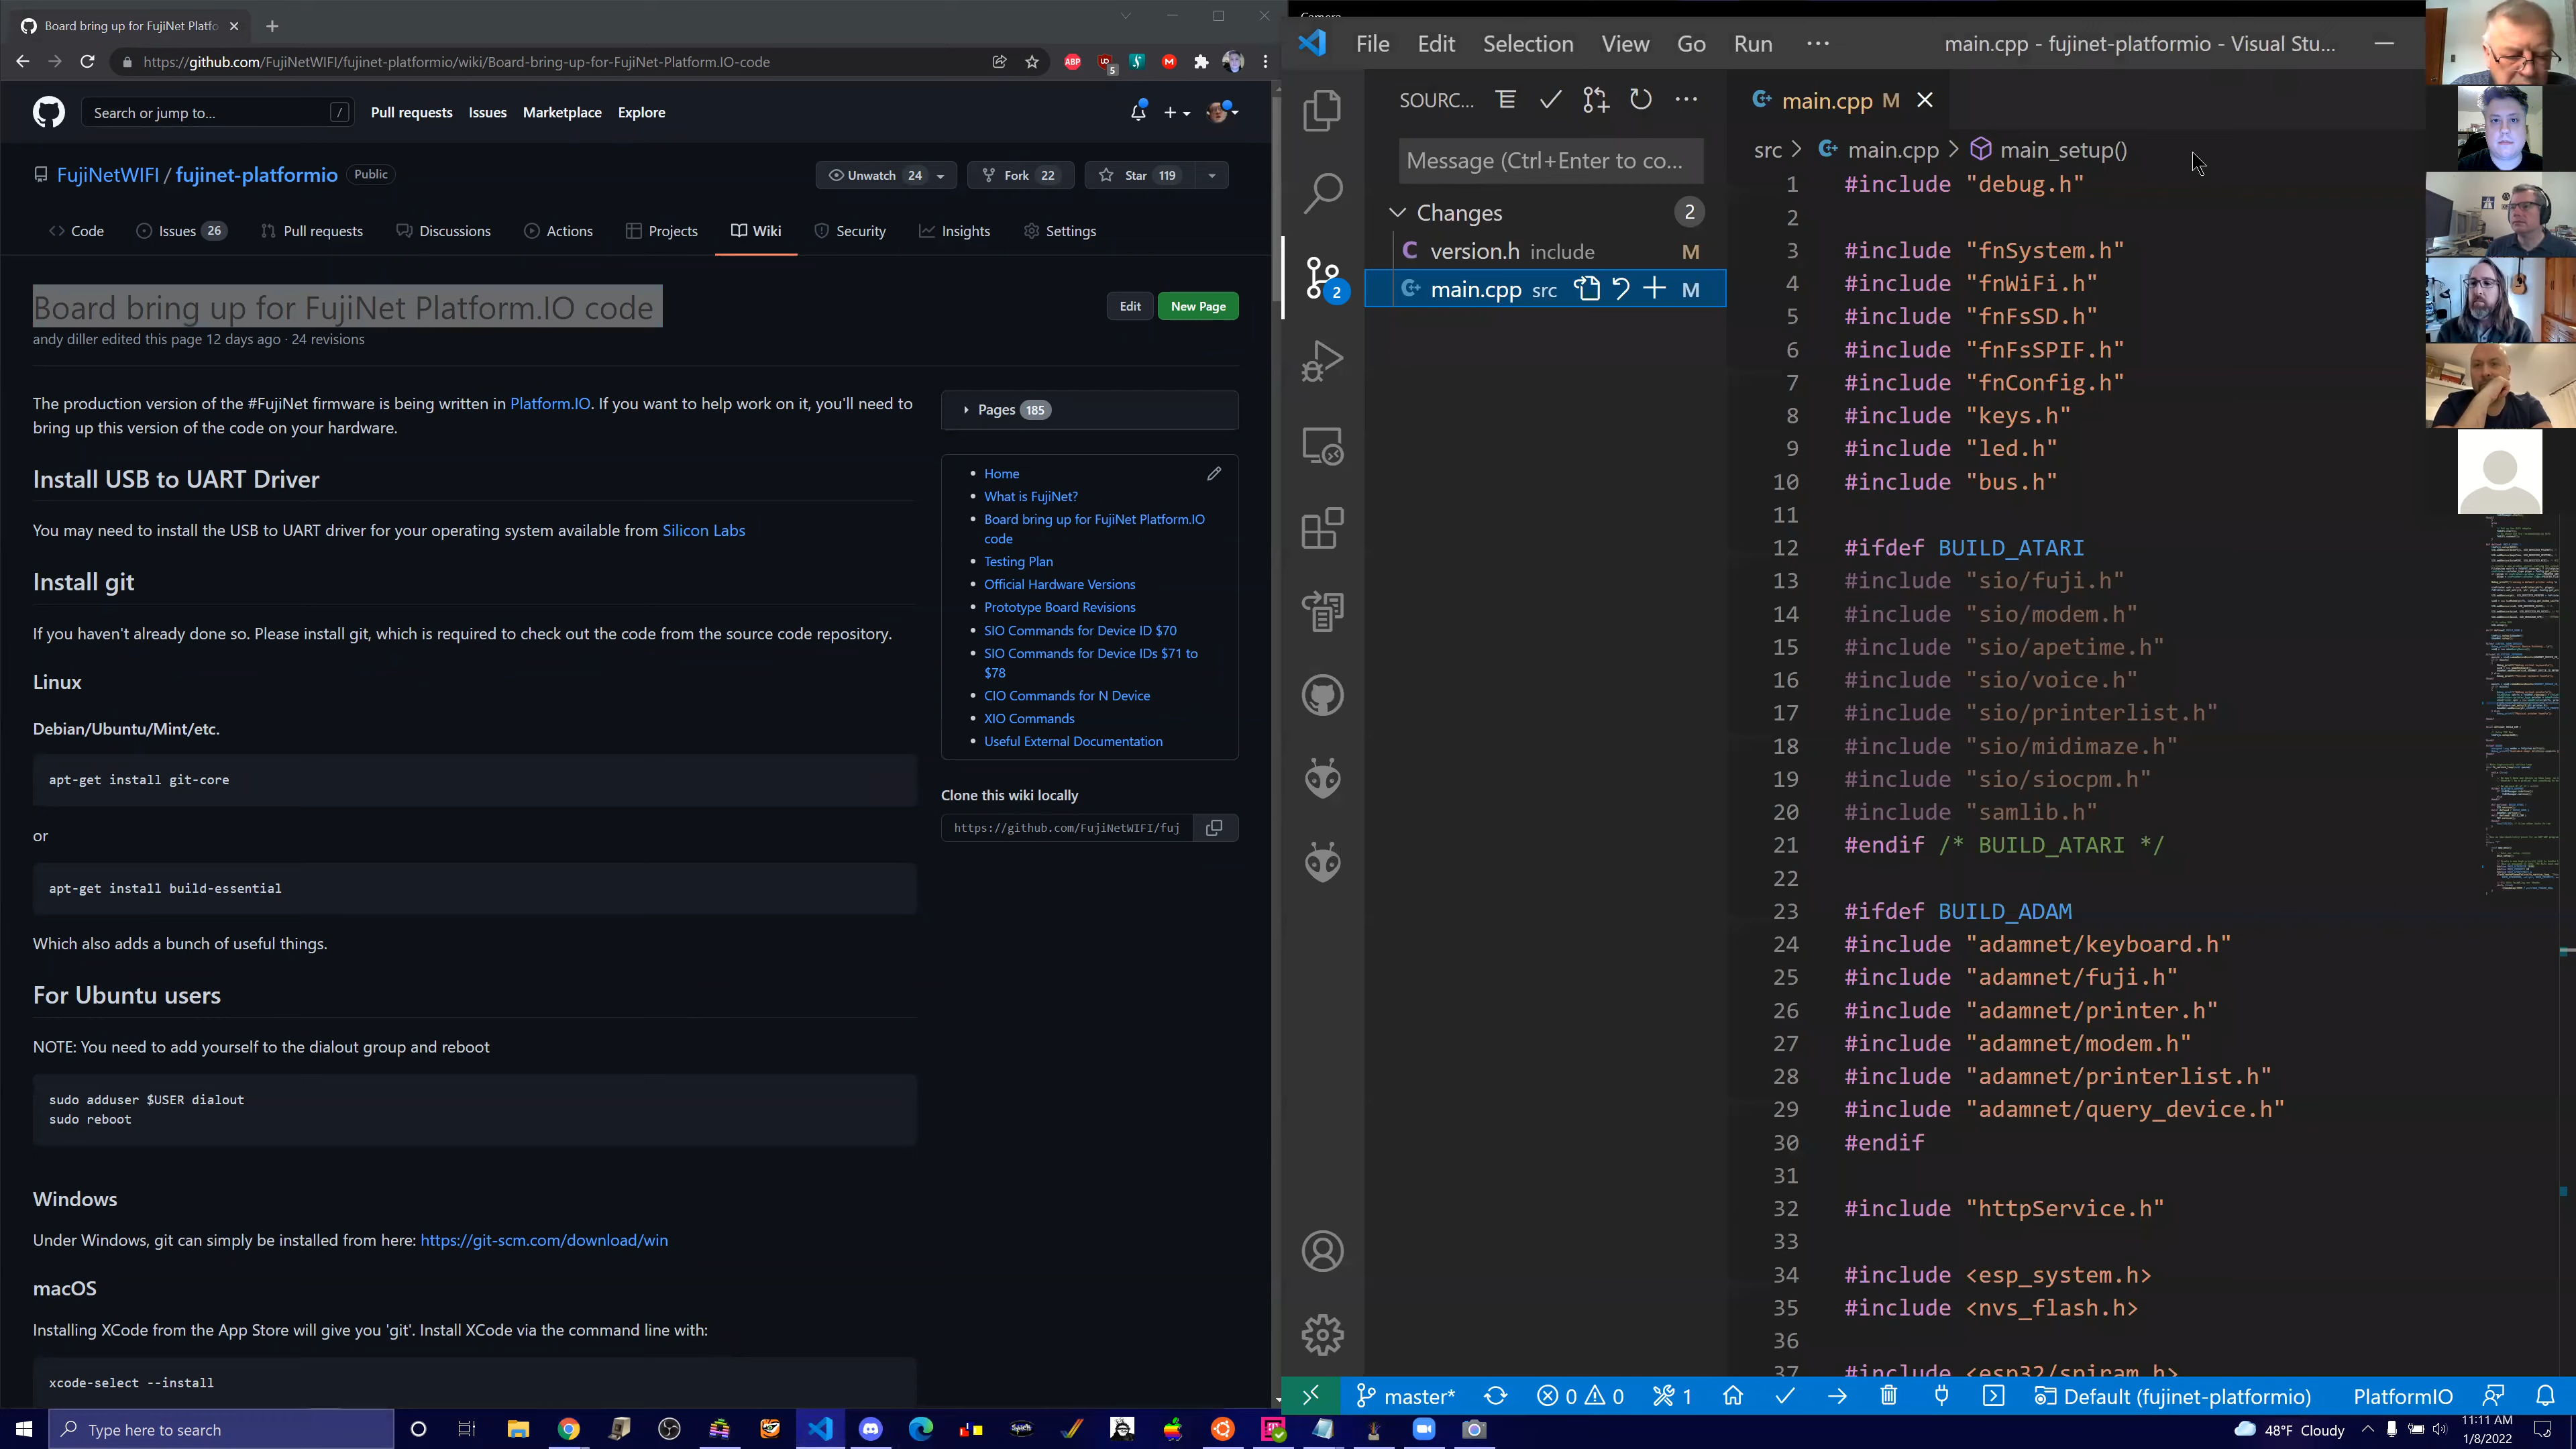 Board bring up for FujiNet Platfo
https://github.com/FujiNetWIFI/fujinet-platformio/wiki/Board-bring-up-for-FujiNet-Platform.IO-code
ABP
5
Search or jump to...
/
Pull requests Issues Marketplace Explore
FujiNetWIFI / fujinet-platformio Public
Unwatch 24
Fork 22
Star 119
Code
Issues 26
Pull requests
Discussions
Actions
Projects
Wiki
Security
Insights
Settings
Board bring up for FujiNet Platform.IO code
Edit
New Page
andy diller edited this page 12 days ago · 24 revisions
The production version of the #FujiNet firmware is being written in Platform.IO. If you want to help work on it, you'll need to
bring up this version of the code on your hardware.
Install USB to UART Driver
You may need to install the USB to UART driver for your operating system available from Silicon Labs
Install git
If you haven't already done so. Please install git, which is required to check out the code from the source code repository.
Linux
Debian/Ubuntu/Mint/etc.
apt-get install git-core
or
apt-get install build-essential
Which also adds a bunch of useful things.
For Ubuntu users
NOTE: You need to add yourself to the dialout group and reboot
sudo adduser $USER dialout
sudo reboot
Windows
Under Windows, git can simply be installed from here: https://git-scm.com/download/win
macOS
Installing XCode from the App Store will give you 'git'. Install XCode via the command line with:
xcode-select --install
Pages 185
Home
What is FujiNet?
Board bring up for FujiNet Platform.IO
code
Testing Plan
Official Hardware Versions
Prototype Board Revisions
SIO Commands for Device ID $70
SIO Commands for Device IDs $71 to
$78
CIO Commands for N Device
XIO Commands
Useful External Documentation
Clone this wiki locally
https://github.com/FujiNetWIFI/fuj
File Edit Selection View Go Run ···
main.cpp - fujinet-platformio - Visual Stu...
SOURC...
Message (Ctrl+Enter to co...
Changes 2
version.h include M
main.cpp src M
2
main.cpp M
src > main.cpp > main_setup()
1 #include "debug.h"
2
3 #include "fnSystem.h"
4 #include "fnWiFi.h"
5 #include "fnFsSD.h"
6 #include "fnFsSPIF.h"
7 #include "fnConfig.h"
8 #include "keys.h"
9 #include "led.h"
10 #include "bus.h"
11
12 #ifdef BUILD_ATARI
13 #include "sio/fuji.h"
14 #include "sio/modem.h"
15 #include "sio/apetime.h"
16 #include "sio/voice.h"
17 #include "sio/printerlist.h"
18 #include "sio/midimaze.h"
19 #include "sio/siocpm.h"
20 #include "samlib.h"
21 #endif /* BUILD_ATARI */
22
23 #ifdef BUILD_ADAM
24 #include "adamnet/keyboard.h"
25 #include "adamnet/fuji.h"
26 #include "adamnet/printer.h"
27 #include "adamnet/modem.h"
28 #include "adamnet/printerlist.h"
29 #include "adamnet/query_device.h"
30 #endif
31
32 #include "httpService.h"
33
34 #include <esp_system.h>
35 #include <nvs_flash.h>
36
37 #include <esp32/spiram.h>
master* 0 0 1 Default (fujinet-platformio) PlatformIO
Type here to search
48°F Cloudy
11:11 AM
1/8/2022